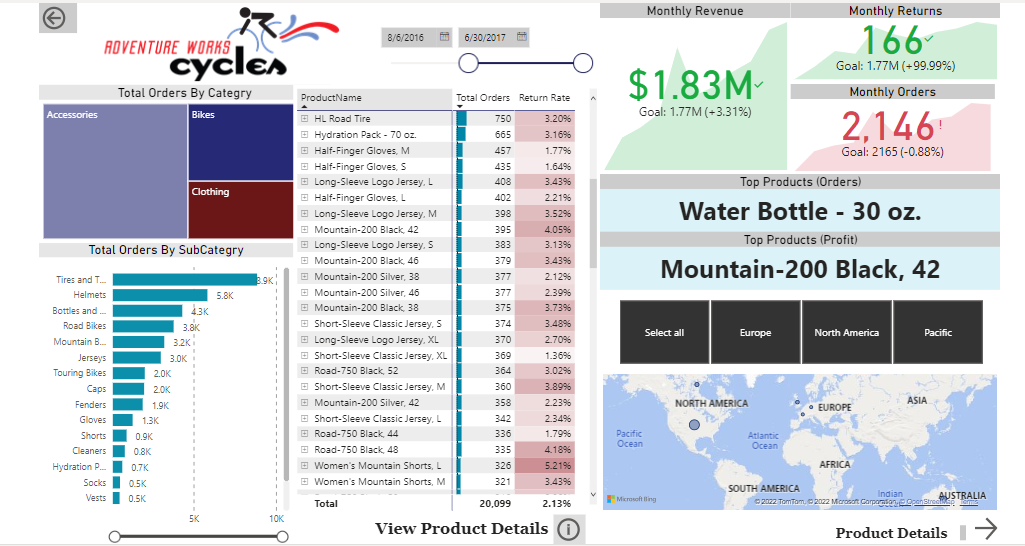 ADVENTURE WORKS
cycles
8/6/2016 6/30/2017
Total Orders By Categry
Accessories
Bikes
Clothing
Total Orders By SubCategry
Tires and T... 8.9K
Helmets 5.8K
Bottles and ... 4.3K
Road Bikes 3.8K
Mountain B... 3.2K
Jerseys 3.0K
Touring Bikes 2.0K
Caps 2.0K
Fenders 1.9K
Gloves 1.3K
Shorts 0.9K
Cleaners 0.8K
Hydration P... 0.7K
Socks 0.5K
Vests 0.5K
5K 10K
ProductName Total Orders Return Rate
HL Road Tire 750 3.20%
Hydration Pack - 70 oz. 665 3.16%
Half-Finger Gloves, M 457 1.77%
Half-Finger Gloves, S 435 1.64%
Long-Sleeve Logo Jersey, L 408 3.43%
Half-Finger Gloves, L 402 2.21%
Long-Sleeve Logo Jersey, M 398 3.52%
Mountain-200 Black, 42 395 4.05%
Long-Sleeve Logo Jersey, S 383 3.13%
Mountain-200 Black, 46 379 3.43%
Mountain-200 Silver, 38 377 2.12%
Mountain-200 Silver, 46 377 2.39%
Mountain-200 Black, 38 375 3.73%
Short-Sleeve Classic Jersey, S 374 3.48%
Long-Sleeve Logo Jersey, XL 370 2.70%
Short-Sleeve Classic Jersey, XL 369 1.36%
Road-750 Black, 52 364 3.02%
Short-Sleeve Classic Jersey, M 360 3.89%
Mountain-200 Silver, 42 358 2.23%
Short-Sleeve Classic Jersey, L 342 2.34%
Road-750 Black, 44 336 1.79%
Road-750 Black, 48 335 4.18%
Women's Mountain Shorts, L 326 5.21%
Women's Mountain Shorts, M 321 3.43%
Total 20,099 2.13%
View Product Details
Monthly Revenue
$1.83M
Goal: 1.77M (+3.31%)
Monthly Returns
166
Goal: 1.77M (+99.99%)
Monthly Orders
2,146!
Goal: 2165 (-0.88%)
Top Products (Orders)
Water Bottle - 30 oz.
Top Products (Profit)
Mountain-200 Black, 42
Select all Europe North America Pacific
NORTH AMERICA
EUROPE
ASIA
Pacific
Ocean
Atlantic
Ocean
AFRICA
SOUTH AMERICA
Indian
AUSTRALIA
Microsoft Bing
© 2022 TomTom, © 2022 Microsoft Corporation, © OpenStreetMap Terms
Product Details